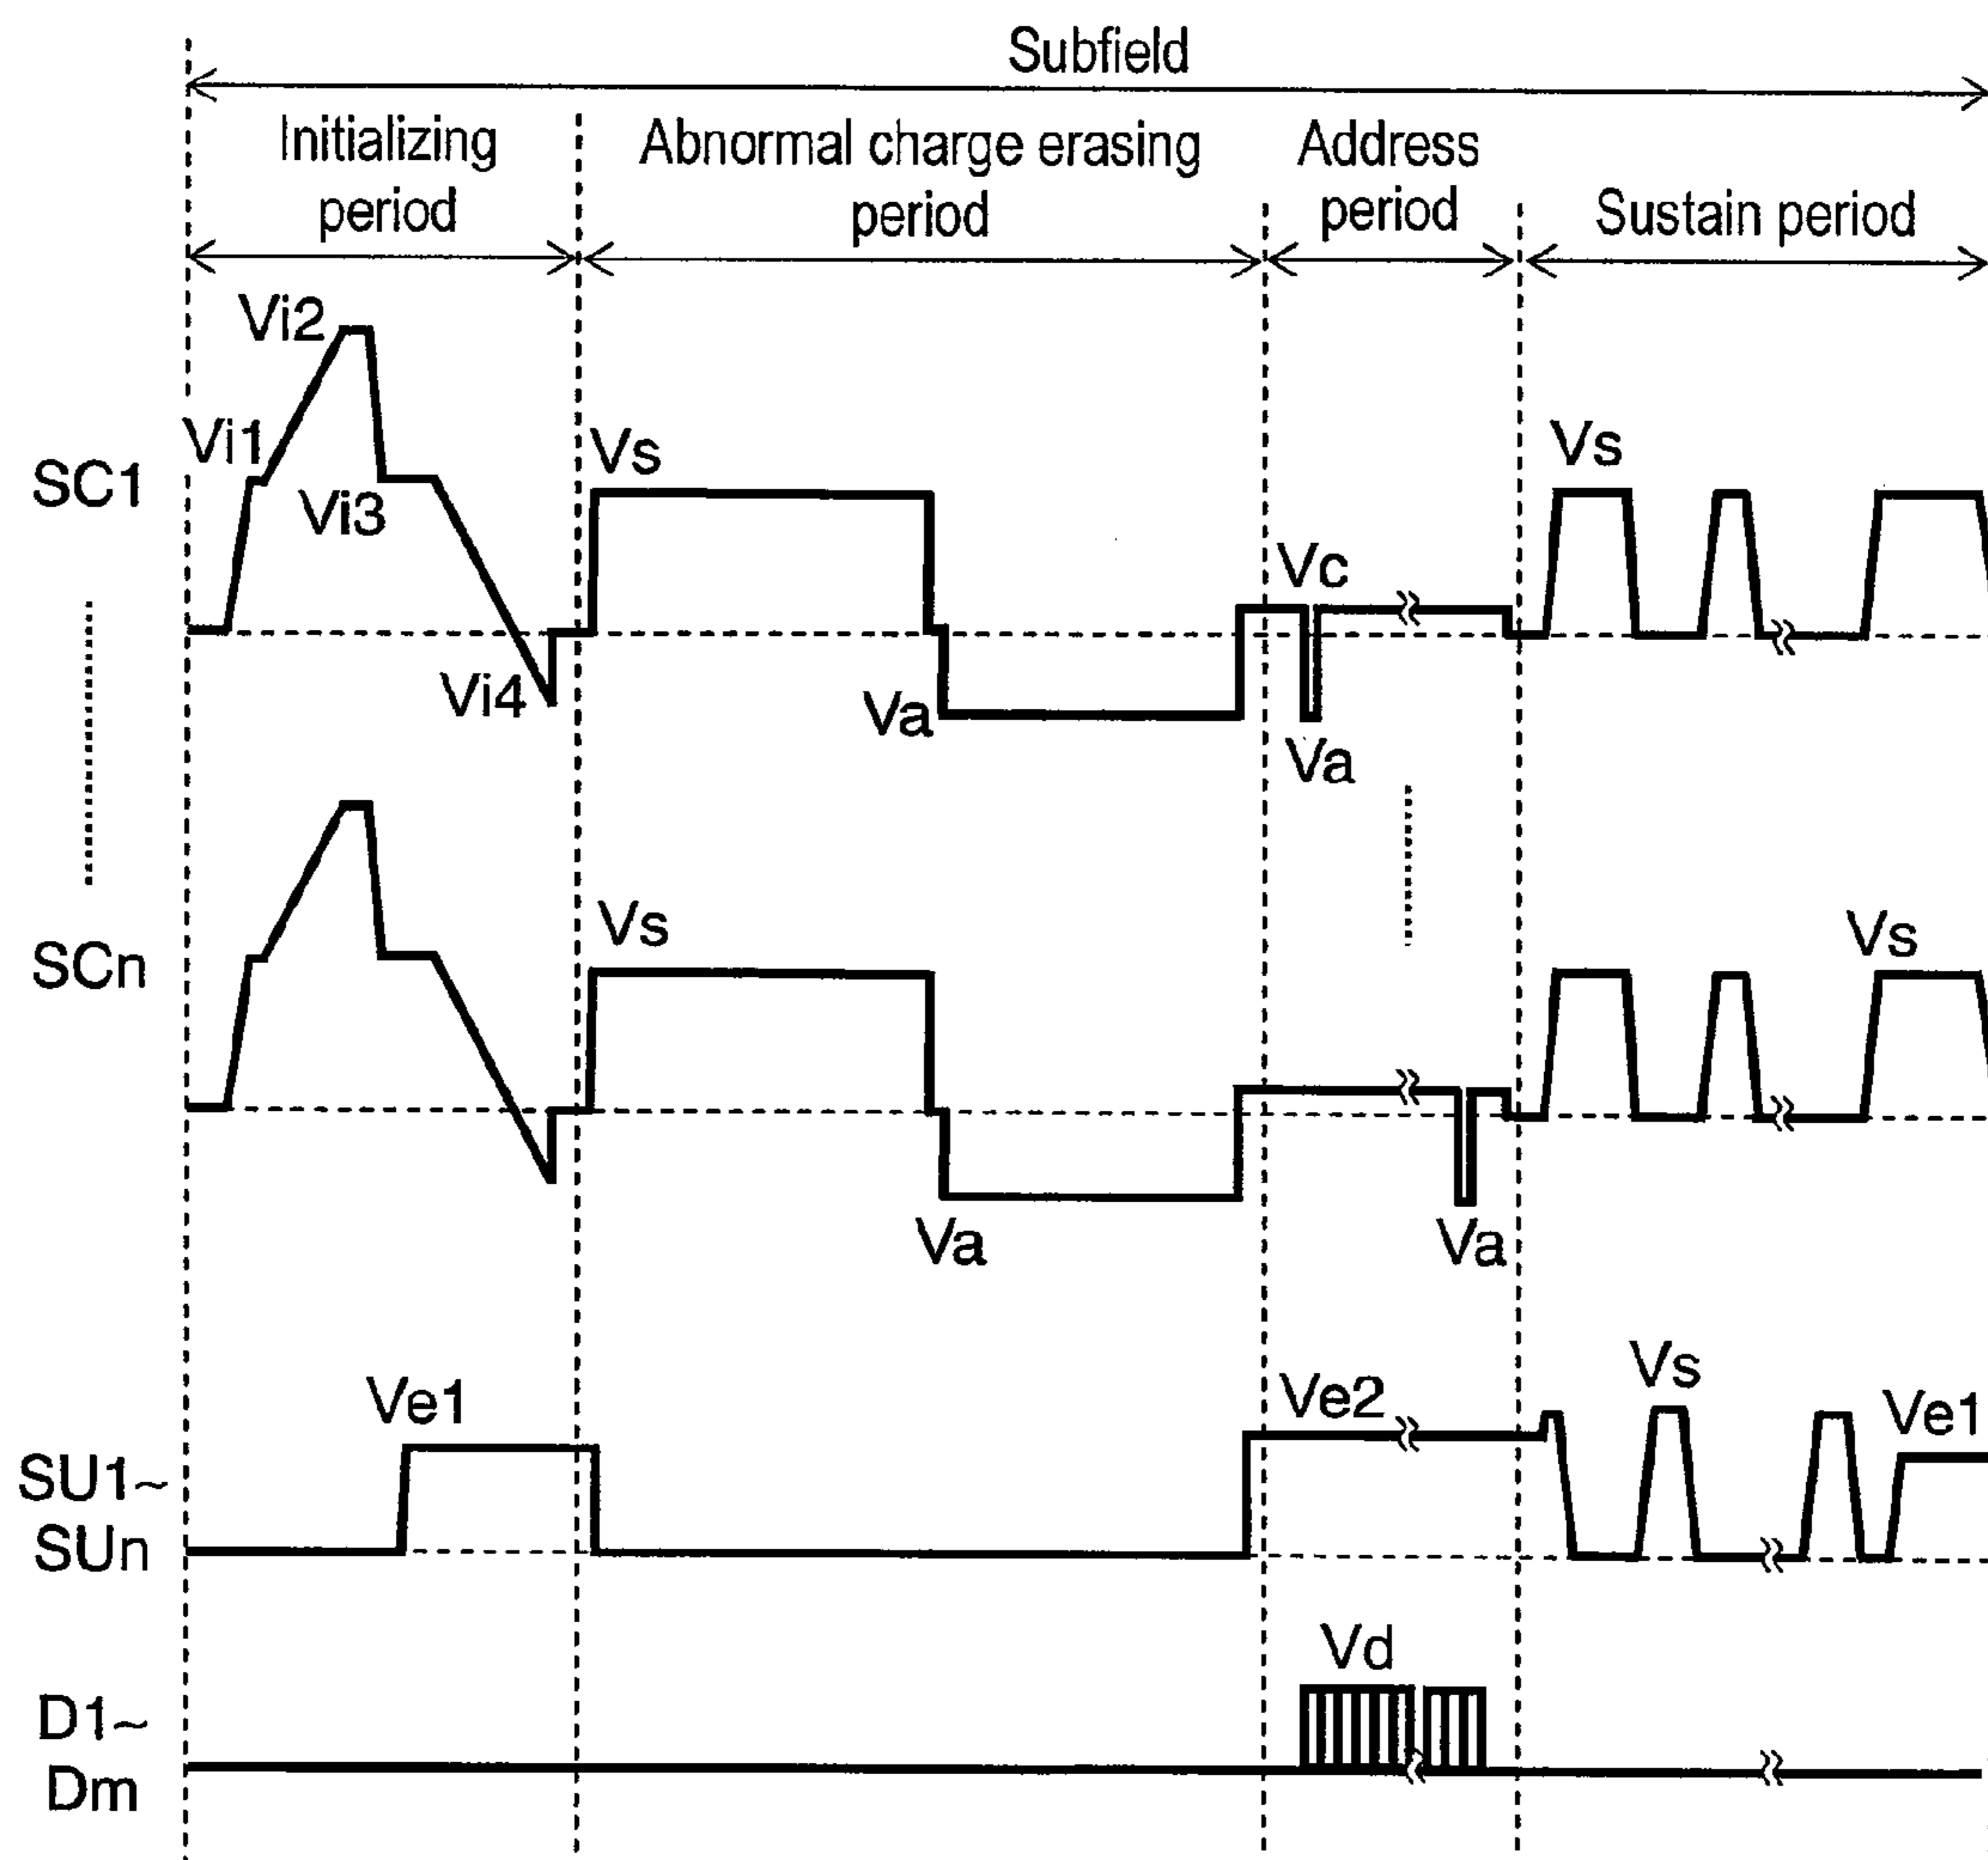 Subfield
Initializing
period
Abnormal charge erasing
period
Address
period
Sustain period
Vi2
Vi1
Vi3
Vi4
SC1
Vs
Va
Vc
Va
Vs
SCn
Vs
Va
Va
Vs
SU1~
SUn
Ve1
Ve2
Vs
Ve1
D1~
Dm
Vd